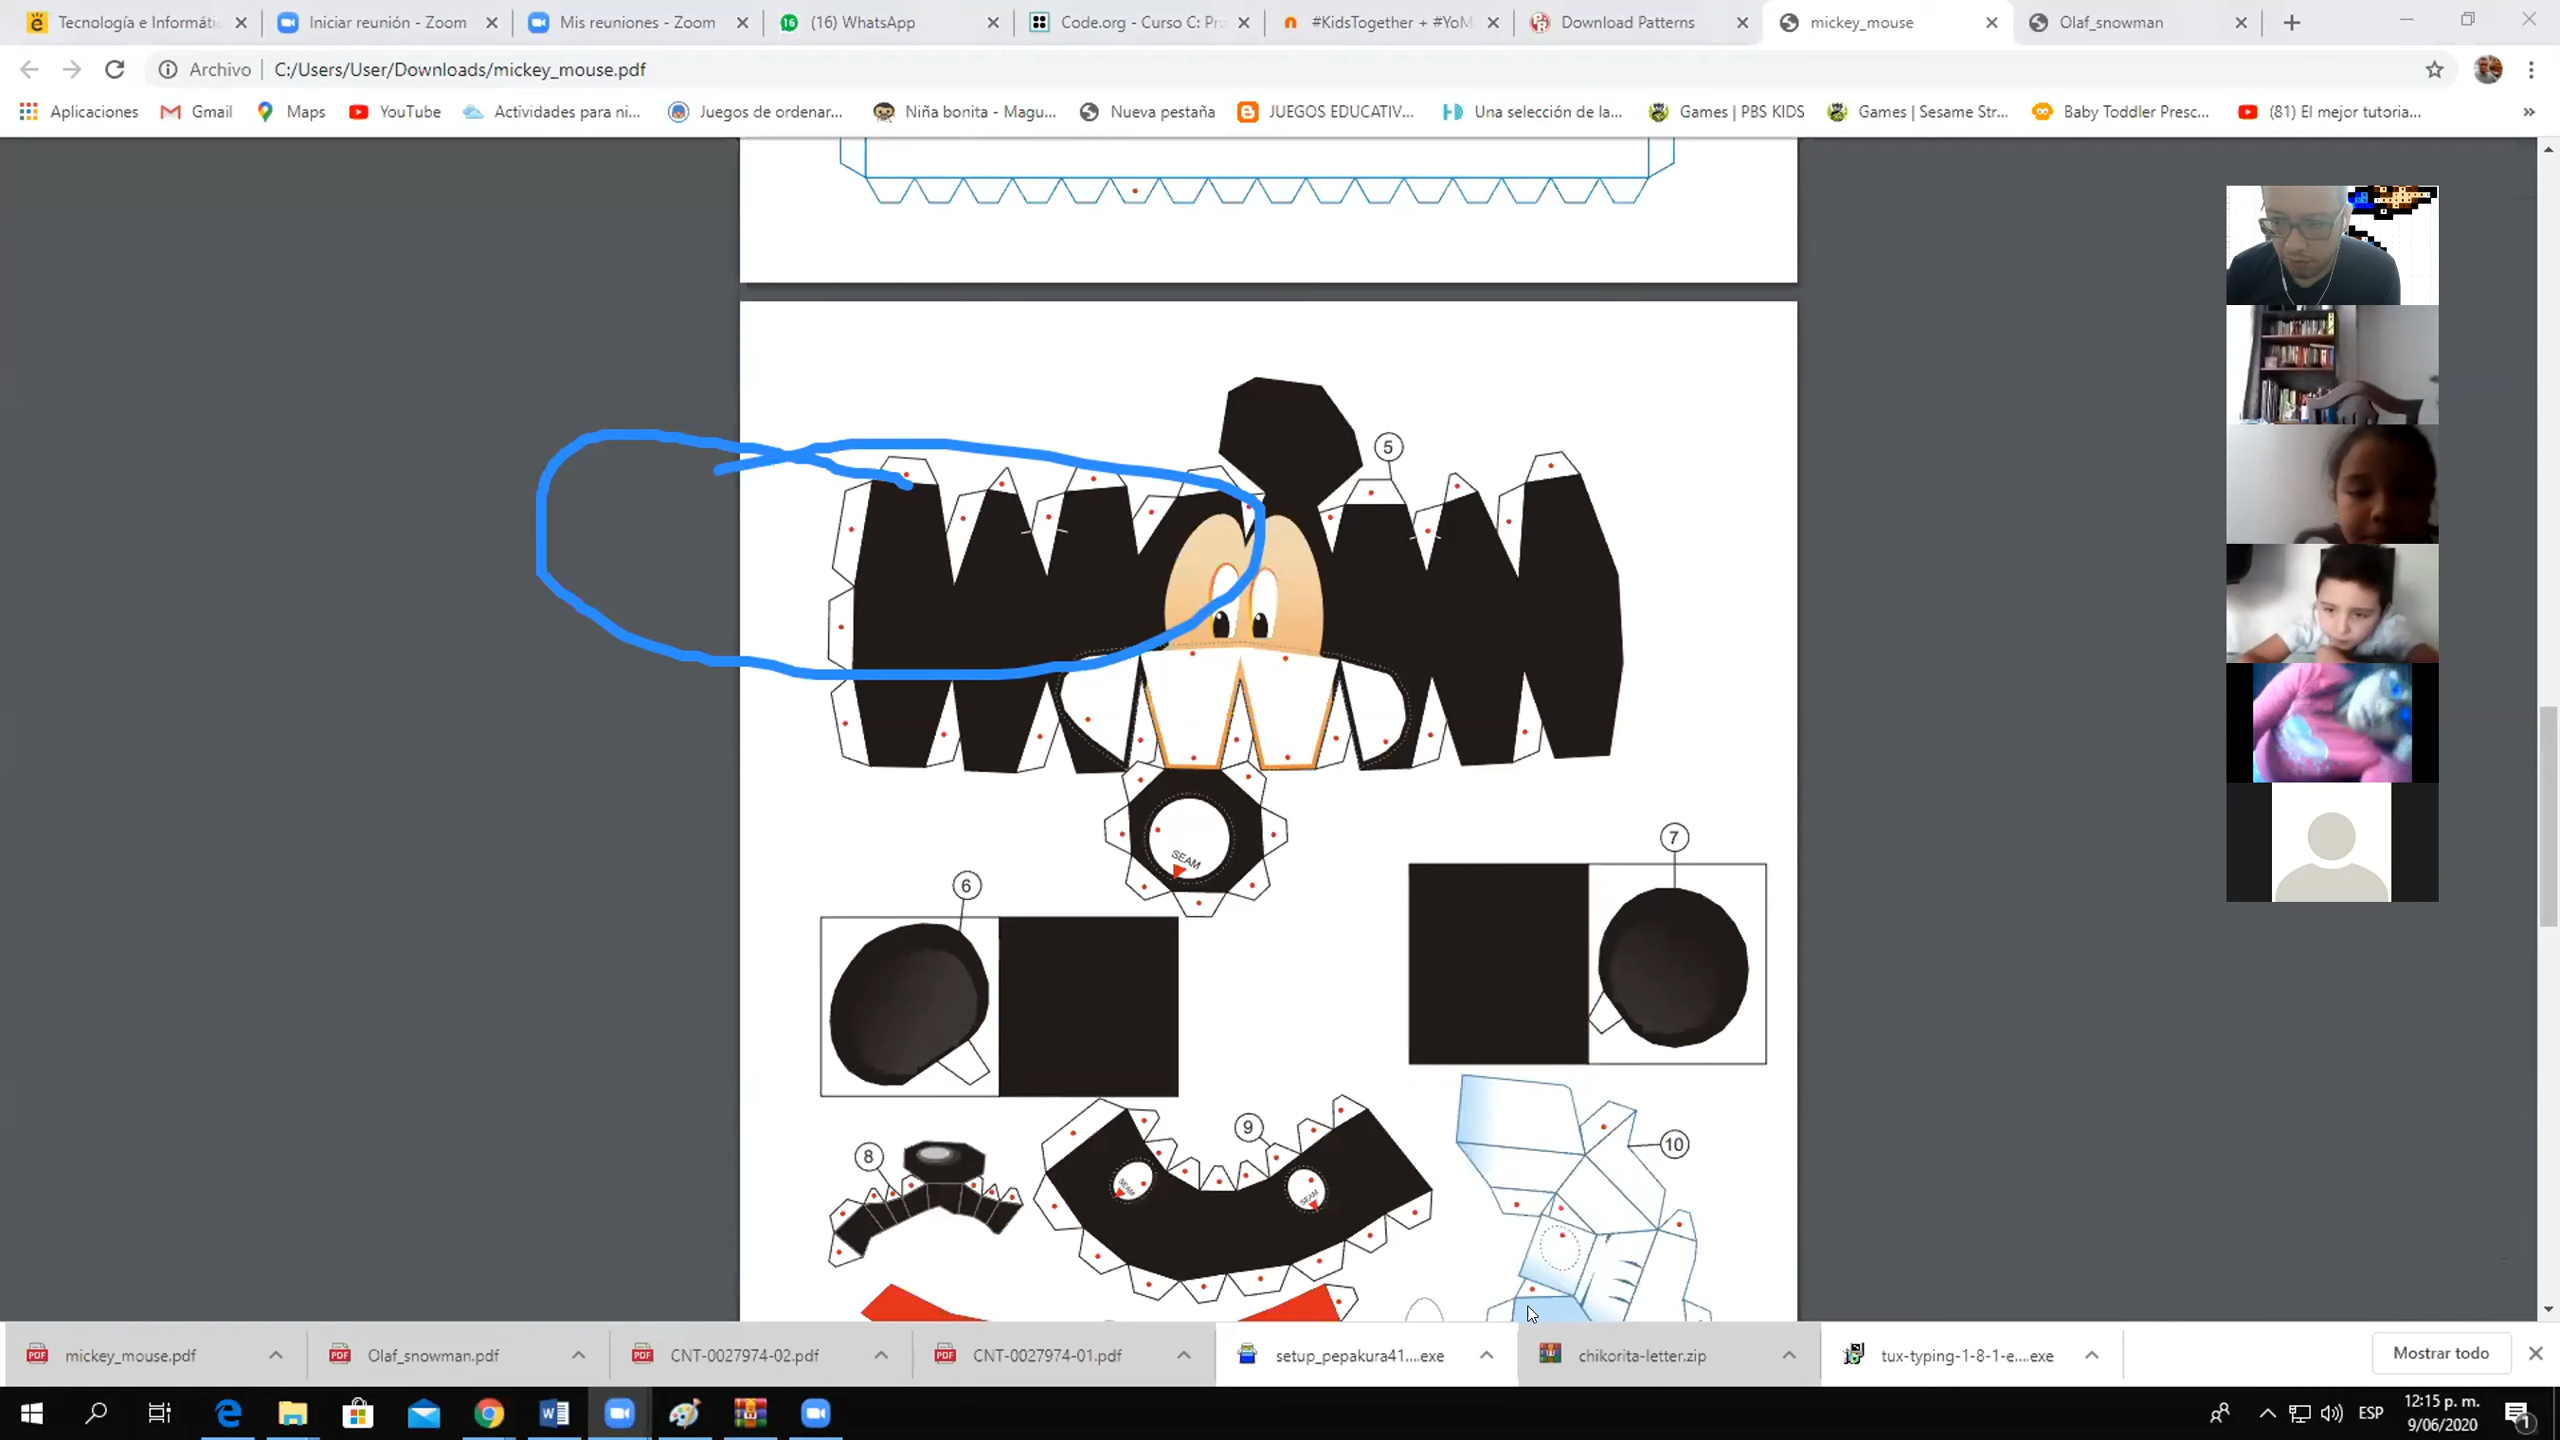 Tecnología e Informáti
Iniciar reunión - Zoom
Mis reuniones - Zoom
16
(16) WhatsApp
Code.org - Curso C: Pr
#KidsTogether + #YoM
Download Patterns
mickey_mouse
Olaf_snowman
Archivo
C:/Users/User/Downloads/mickey_mouse.pdf
Aplicaciones
Gmail
Maps
YouTube
Actividades para ni...
Juegos de ordenar...
Niña bonita - Magu...
Nueva pestaña
JUEGOS EDUCATIV...
Una selección de la...
Games | PBS KIDS
Games | Sesame Str...
Baby Toddler Presc...
(81) El mejor tutoria...
»
5
SEAM
7
6
9
SEAM
SEAM
8
10
mickey_mouse.pdf
Olaf_snowman.pdf
CNT-0027974-02.pdf
CNT-0027974-01.pdf
setup_pepakura41....exe
chikorita-letter.zip
tux-typing-1-8-1-e....exe
Mostrar todo
ESP
12:15 p. m.
9/06/2020
1